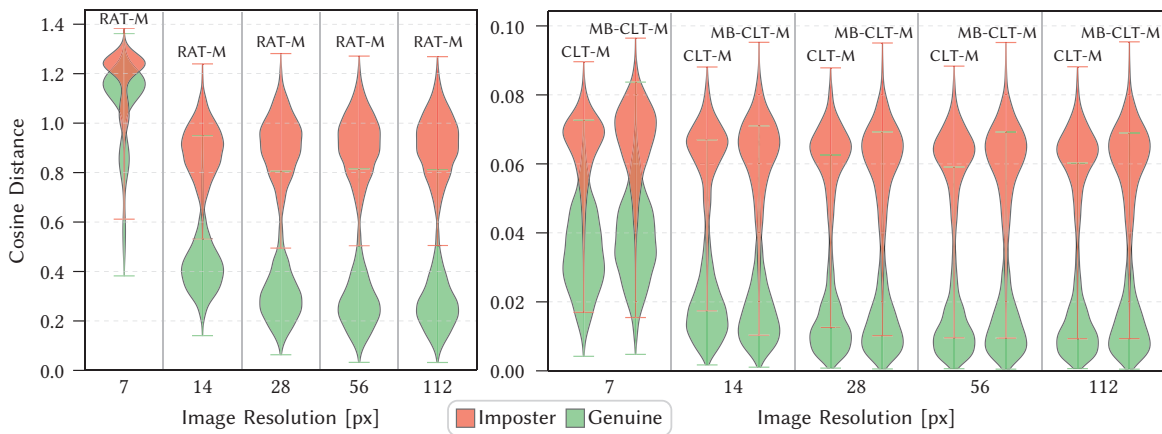 1.4
1.2
1.0
0.8
0.6
0.4
0.2
0.0
Cosine Distance
RAT-M
RAT-M
RAT-M
RAT-M
RAT-M
7
14
28
56
112
Image Resolution [px]
0.10
0.08
0.06
0.04
0.02
0.00
CLT-M
MB-CLT-M
CLT-M
MB-CLT-M
CLT-M
MB-CLT-M
CLT-M
MB-CLT-M
CLT-M
MB-CLT-M
7
14
28
56
112
Image Resolution [px]
Imposter Genuine